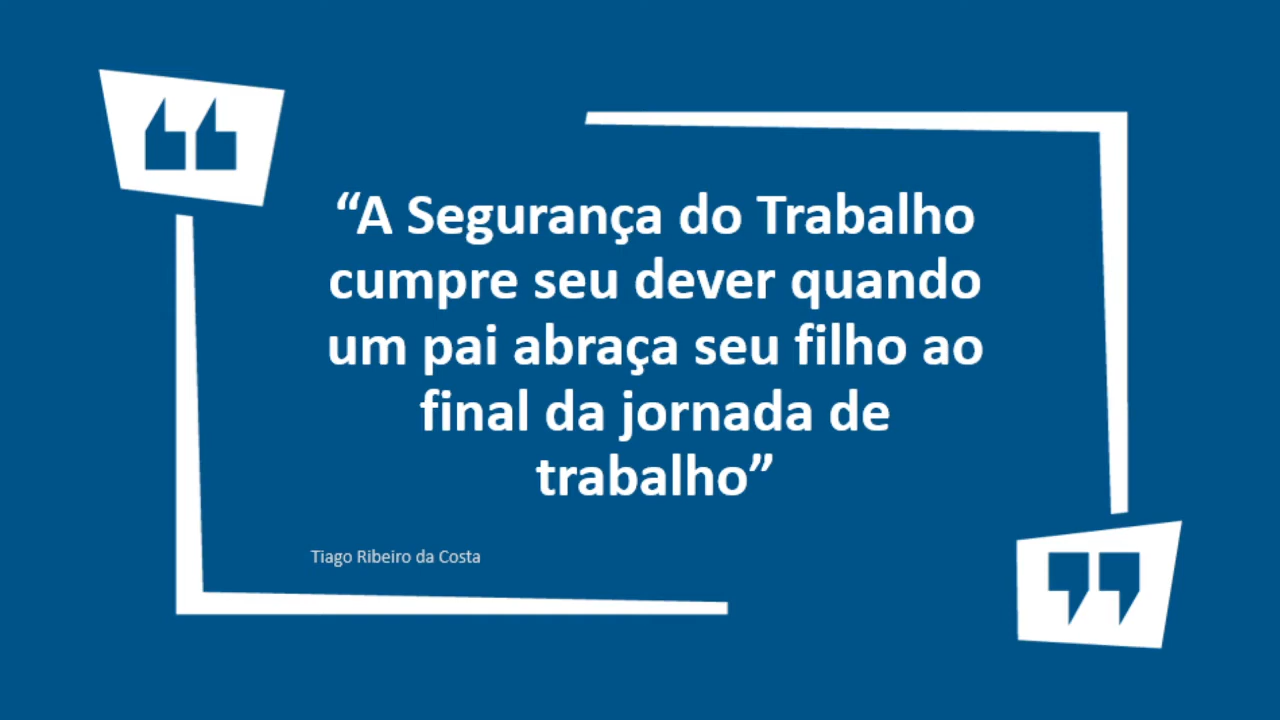 “A Segurança do Trabalho
cumpre seu dever quando
um pai abraça seu filho ao
final da jornada de
trabalho”
Tiago Ribeiro da Costa